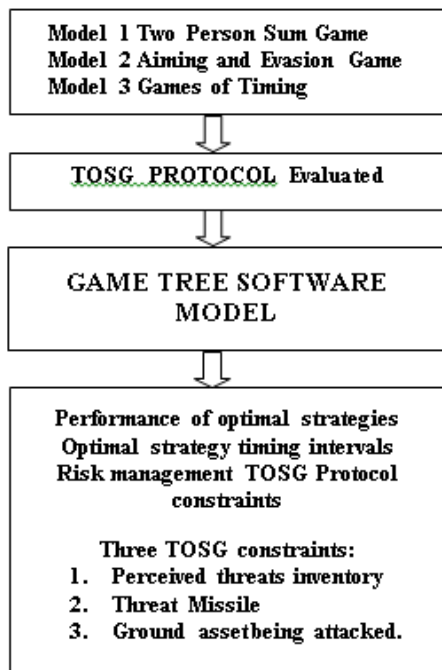 Model 1 Two Person Sum Game
Model 2 Aiming and Evasion Game
Model 3 Games of Timing
TOSG PROTOCOL Evaluated
GAME TREE SOFTWARE
MODEL
Performance of optimal strategies
Optimal strategy timing intervals
Risk management TOSG Protocol
constraints
Three TOSG constraints:
1. Perceived threats inventory
2. Threat Missile
3. Ground assetbeing attacked.